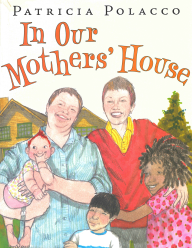 PATRICIA POLACCO
In Our
Mothers' House